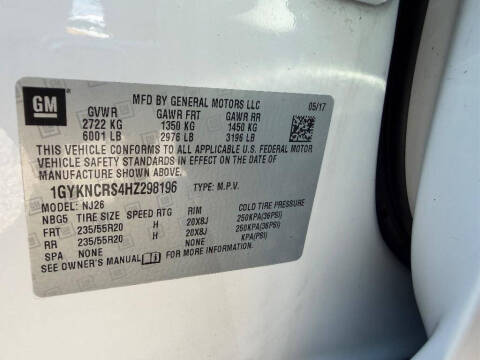 GM
MFD BY GENERAL MOTORS LLC 05/17
GVWR GAWR FRT GAWR RR
2722 KG 1350 KG 1450 KG
6001 LB 2976 LB 3196 LB
THIS VEHICLE CONFORMS TO ALL APPLICABLE U.S. FEDERAL MOTOR
VEHICLE SAFETY STANDARDS IN EFFECT ON THE DATE OF
MANUFACTURE SHOWN ABOVE.
1GYKNCRS4HZ298196 TYPE: M.P.V.
MODEL: NJ26
NBG5 TIRE SIZE SPEED RTG RIM COLD TIRE PRESSURE
FRT 235/55R20 H 20X8J 250KPA(36PSI)
RR 235/55R20 H 20X8J 250KPA(36PSI)
SPA NONE NONE KPA(PSI)
SEE OWNER'S MANUAL FOR MORE INFORMATION.